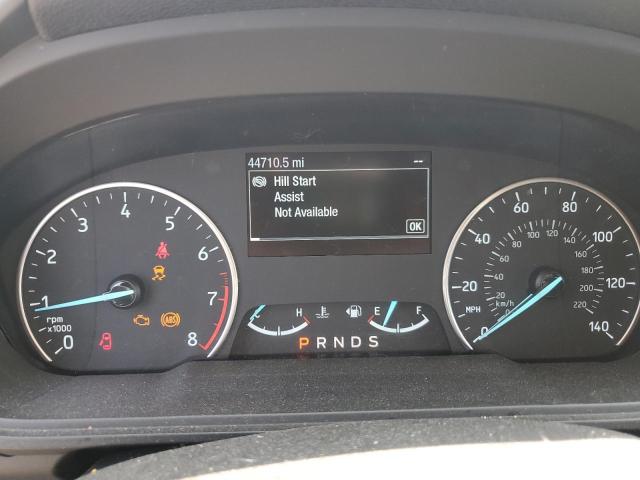 44710.5 mi --
Hill Start
Assist
Not Available
OK
0 1 2 3 4 5 6 7 8
rpm
x1000
ABS
H
E F
P R N D S
0 20 40 60 80 100 120 140
MPH
0 20 40 60 80 100 120 140 160 180 200 220
km/h